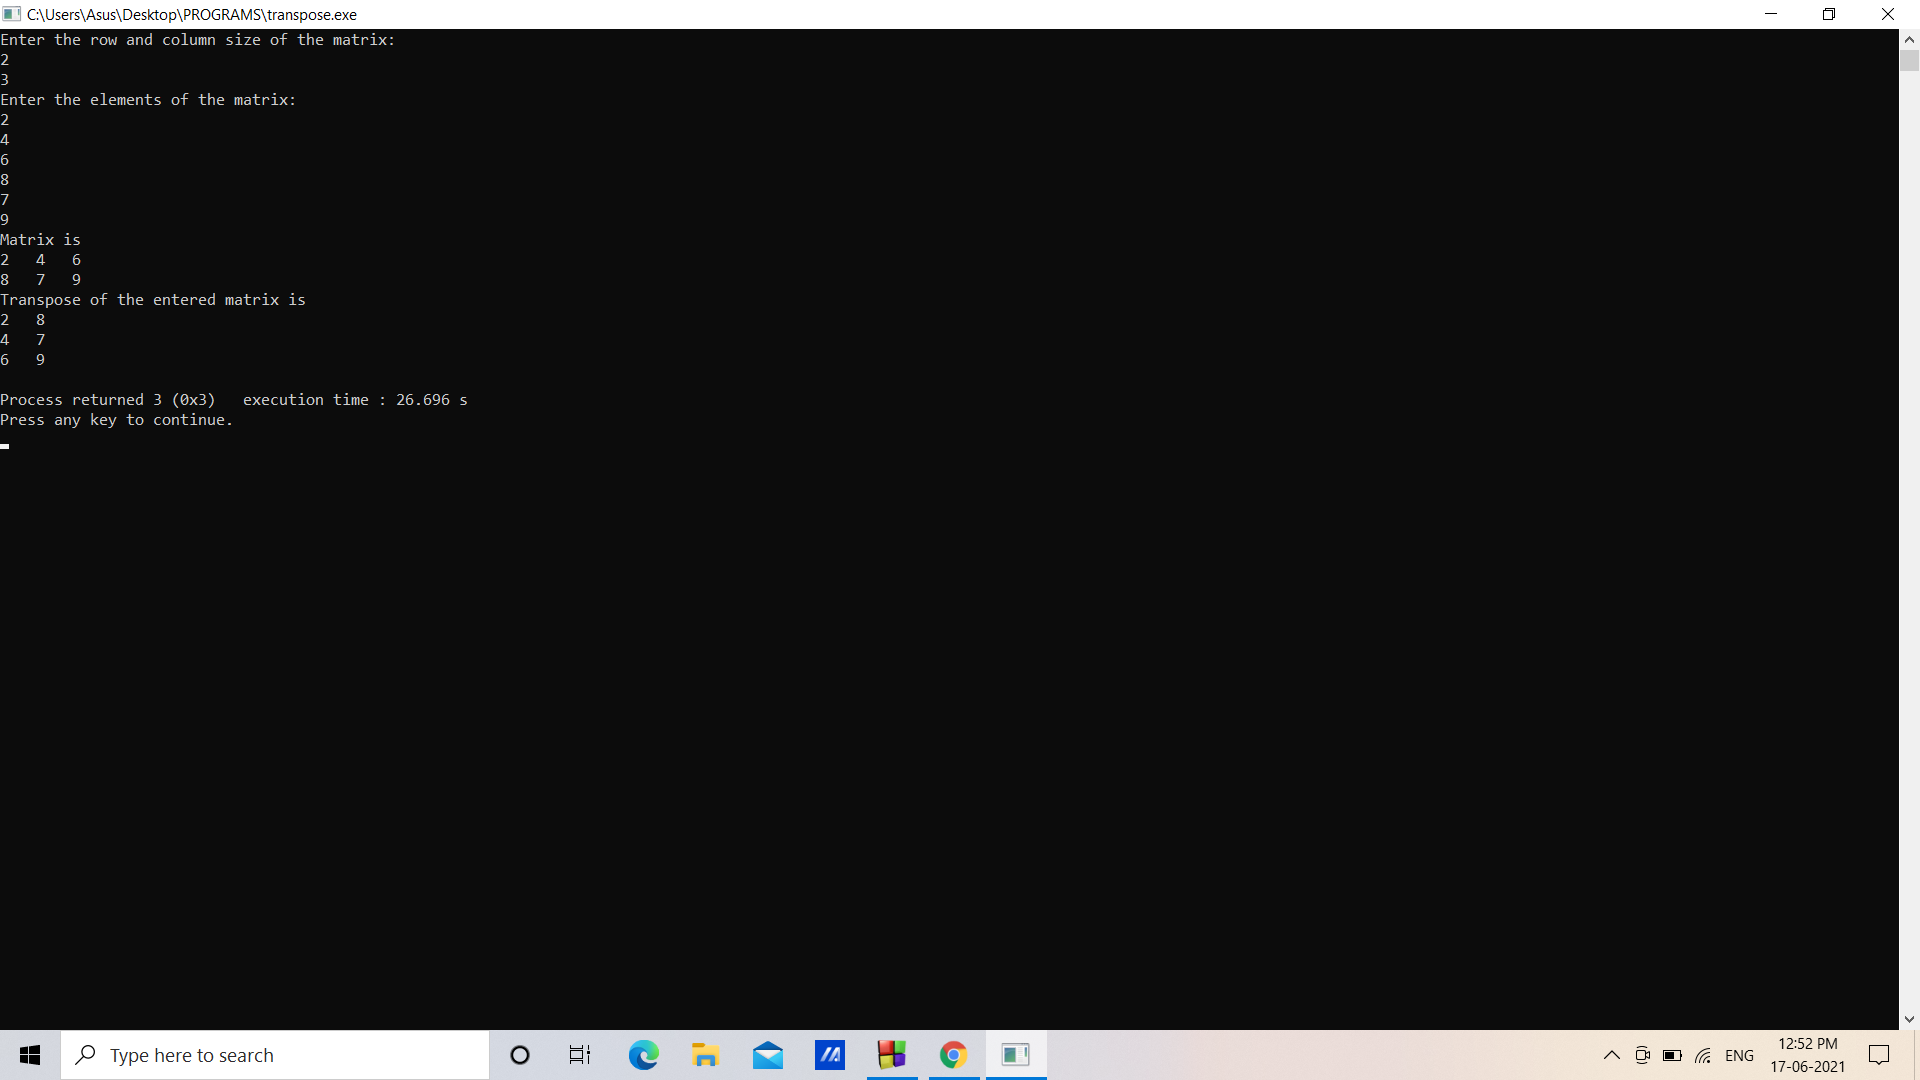 C:\Users\Asus\Desktop\PROGRAMS\transpose.exe
Enter the row and column size of the matrix:
2
3
Enter the elements of the matrix:
2
4
6
8
7
9
Matrix is
2   4   6
8   7   9
Transpose of the entered matrix is
2   8
4   7
6   9
Process returned 3 (0x3)   execution time : 26.696 s
Press any key to continue.
Type here to search
ENG
12:52 PM
17-06-2021